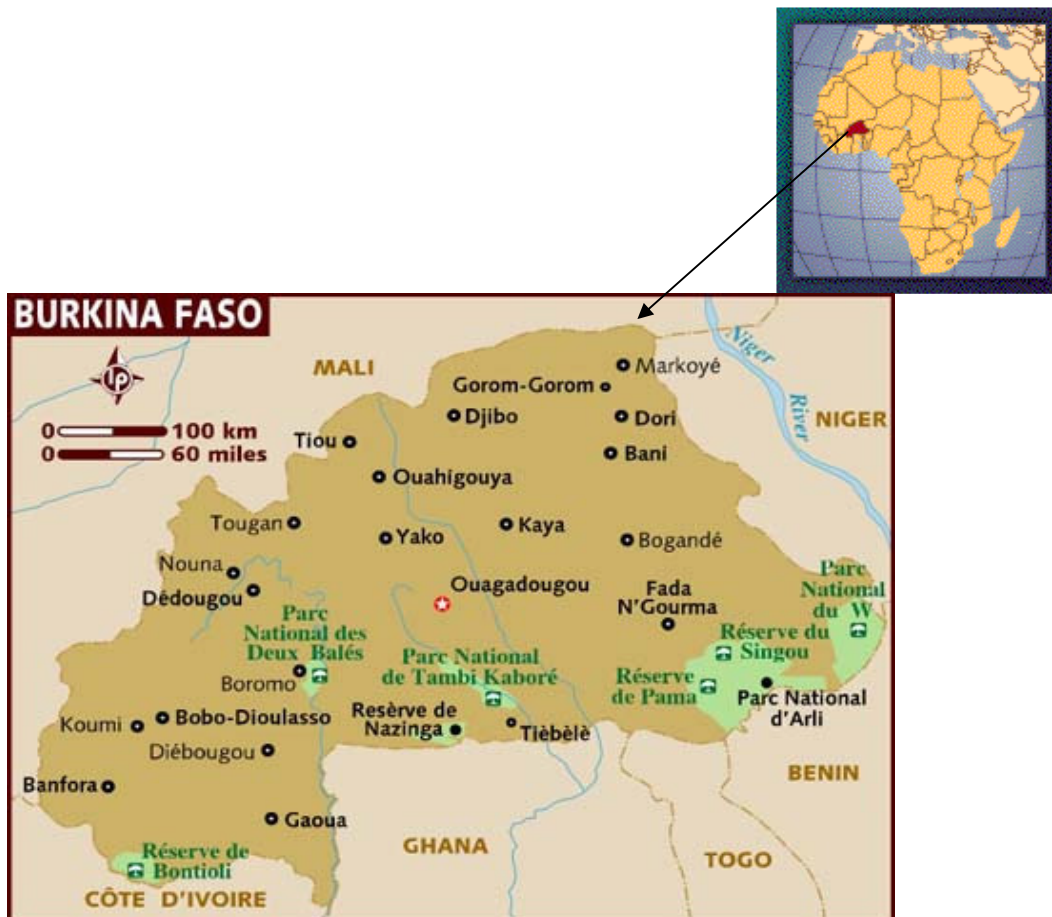 BURKINA FASO
lp
MALI
Niger
River
NIGER
0 100 km
0 60 miles
Markoyé
Gorom-Gorom
Djibo
Dori
Tiou
Bani
Ouahigouya
Tougan
Yako
Kaya
Bogandé
Nouna
Dédougou
Ouagadougou
Fada
N'Gourma
Parc
National
du W
Parc
National des
Deux Balés
Boromo
Parc National
de Tambi Kaboré
Réserve du
Singou
Réserve
de Pama
Parc National
d'Arli
Koumi
Bobo-Dioulasso
Resèrve de
Nazinga
Tièbèlè
Diébougou
BENIN
Banfora
Gaoua
GHANA
TOGO
Réserve de
Bontioli
CÔTE D'IVOIRE